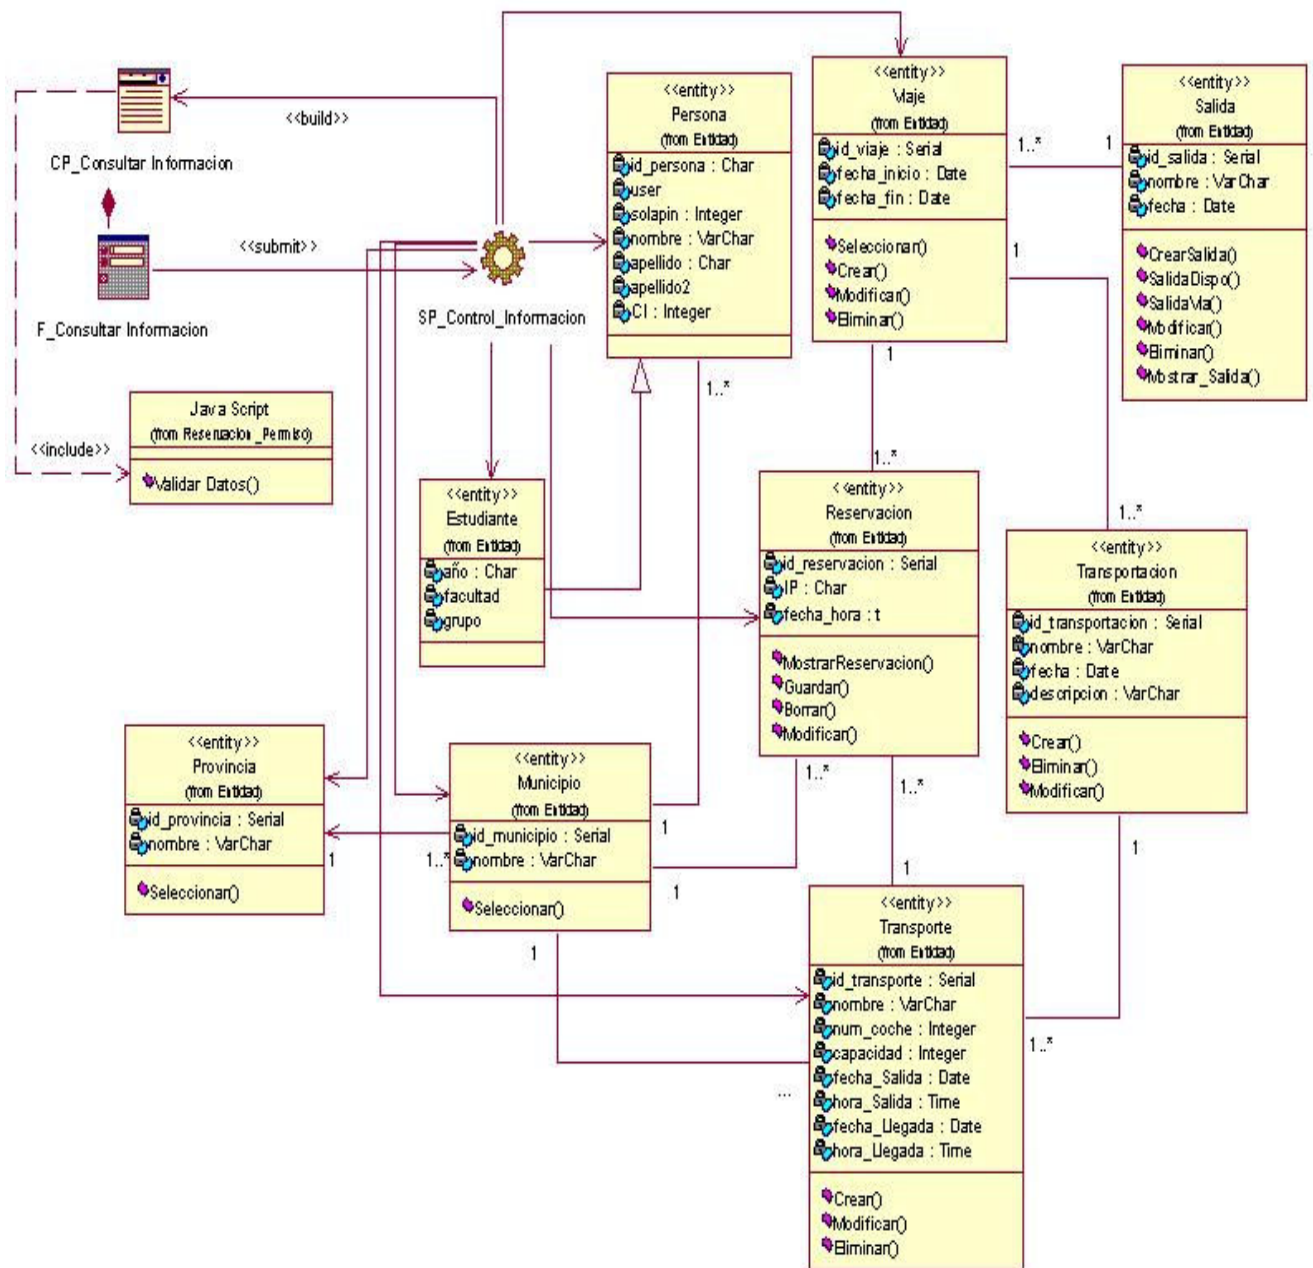 <<build>>
CP_Consultar Informacion
<<submit>>
F_Consultar Informacion
SP_Control_Informacion
<<include>>
Java Script
(from Reservacion _Permiso)
Validar Datos()
<<entity>>
Persona
(from Entidad)
id_persona : Char
user
solapin : Integer
nombre : VarChar
apellido : Char
apellido2
CI : Integer
1..*
<<entity>>
Viaje
(from Entidad)
id_viaje : Serial
fecha_inicio : Date
fecha_fin : Date
Seleccionar()
Crear()
Modificar()
Eliminar()
1..*
1
1
1
<<entity>>
Salida
(from Entidad)
id_salida : Serial
nombre : VarChar
fecha : Date
CrearSalida()
SalidaDispo()
SalidaVia()
Modificar()
Eliminar()
Mostrar_Salida()
<<entity>>
Estudiante
(from Entidad)
año : Char
facultad
grupo
1..*
<<entity>>
Reservacion
(from Entidad)
id_reservacion : Serial
IP : Char
fecha_hora : t
MostrarReservacion()
Guardar()
Borrar()
Modificar()
1..*
1..*
1..*
<<entity>>
Transportacion
(from Entidad)
id_transportacion : Serial
nombre : VarChar
fecha : Date
descripcion : VarChar
Crear()
Eliminar()
Modificar()
1
<<entity>>
Provincia
(from Entidad)
id_provincia : Serial
nombre : VarChar
Seleccionar()
1
1..*
<<entity>>
Municipio
(from Entidad)
id_municipio : Serial
nombre : VarChar
Seleccionar()
1
1
1
1
<<entity>>
Transporte
(from Entidad)
id_transporte : Serial
nombre : VarChar
num_coche : Integer
capacidad : Integer
fecha_Salida : Date
hora_Salida : Time
fecha_Llegada : Date
hora_Llegada : Time
Crear()
Modificar()
Eliminar()
1..*
...